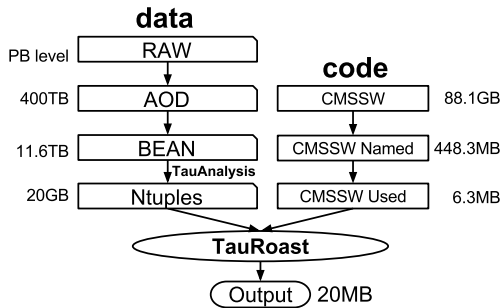 data
PB level
RAW
code
400TB
AOD
CMSSW
88.1GB
11.6TB
BEAN
CMSSW Named
448.3MB
TauAnalysis
20GB
Ntuples
CMSSW Used
6.3MB
TauRoast
Output
20MB